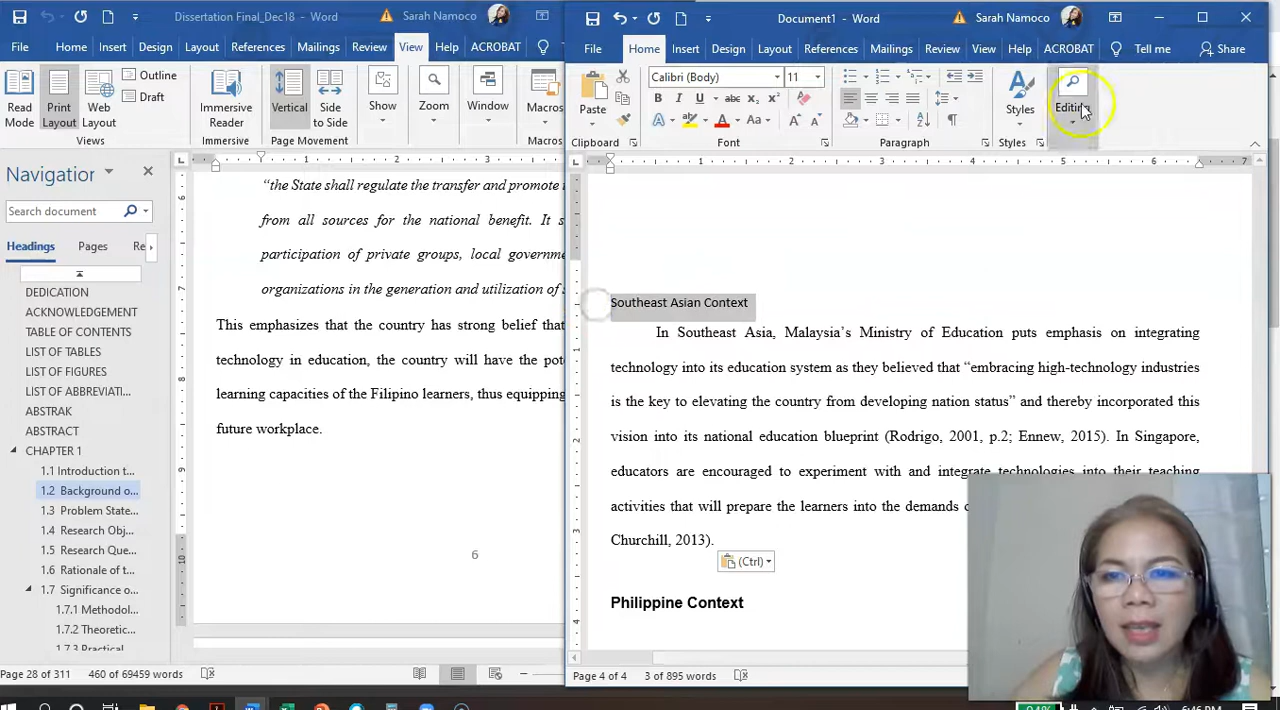 Dissertation Final_Dec18 - Word
Sarah Namoco
File Home Insert Design Layout References Mailings Review View Help ACROBAT
Read Mode
Print Layout
Web Layout
Outline
Draft
Views
Immersive Reader
Immersive
Vertical
Side to Side
Page Movement
Show
Zoom
Window
Macros
Macros
Navigation
Search document
Headings Pages Re
DEDICATION
ACKNOWLEDGEMENT
TABLE OF CONTENTS
LIST OF TABLES
LIST OF FIGURES
LIST OF ABBREVIATI...
ABSTRAK
ABSTRACT
CHAPTER 1
1.1 Introduction t...
1.2 Background o...
1.3 Problem State...
1.4 Research Obj...
1.5 Research Que...
1.6 Rationale of t...
1.7 Significance o...
1.7.1 Methodol...
1.7.2 Theoretic...
1.7.3 Practical
“the State shall regulate the transfer and promote
from all sources for the national benefit. It s
participation of private groups, local governme
organizations in the generation and utilization of s
This emphasizes that the country has strong belief that
technology in education, the country will have the pote
learning capacities of the Filipino learners, thus equipping
future workplace.
6
Page 28 of 311 460 of 69459 words
Document1 - Word
Sarah Namoco
File Home Insert Design Layout References Mailings Review View Help ACROBAT Tell me Share
Paste
Clipboard
Calibri (Body) 11
Font
Paragraph
Styles
Styles
Editing
Southeast Asian Context
In Southeast Asia, Malaysia’s Ministry of Education puts emphasis on integrating
technology into its education system as they believed that “embracing high-technology industries
is the key to elevating the country from developing nation status” and thereby incorporated this
vision into its national education blueprint (Rodrigo, 2001, p.2; Ennew, 2015). In Singapore,
educators are encouraged to experiment with and integrate technologies into their teaching
activities that will prepare the learners into the demands
Churchill, 2013).
(Ctrl)
Philippine Context
Page 4 of 4 3 of 895 words
94%
6:46 PM